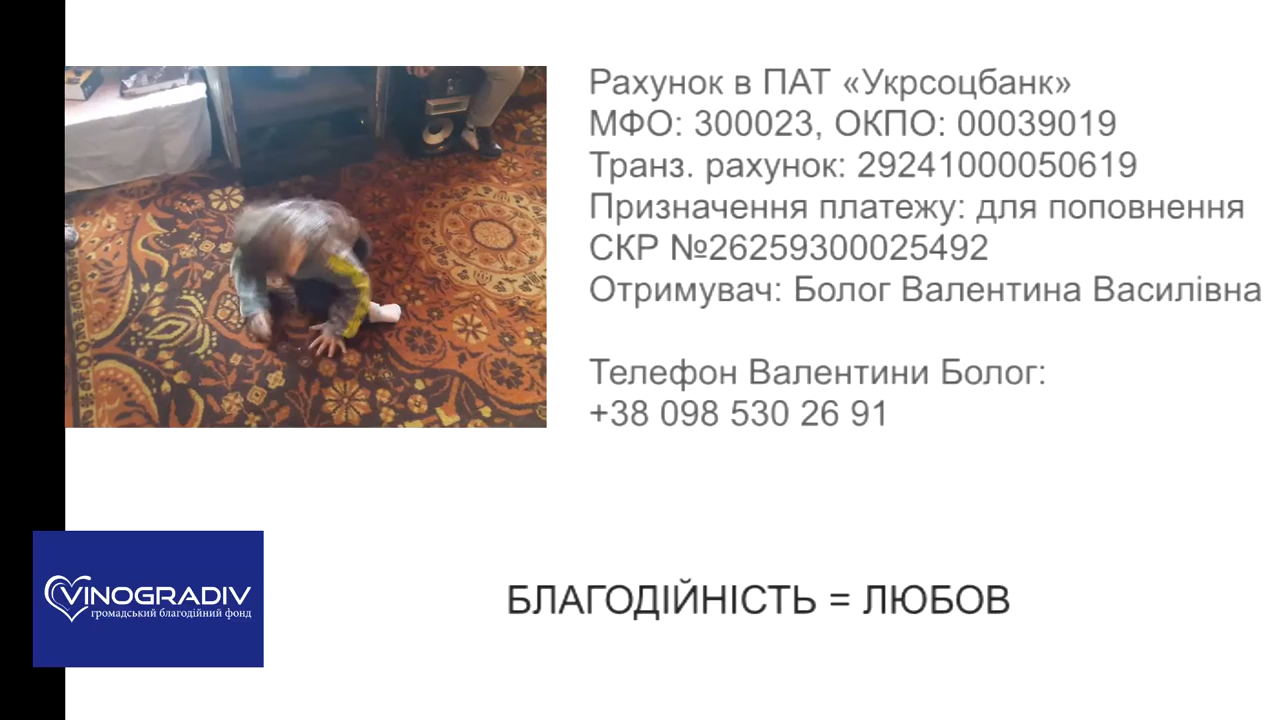 Рахунок в ПАТ «Укрсоцбанк»
МФО: 300023, ОКПО: 00039019
Транз. рахунок: 29241000050619
Призначення платежу: для поповнення
СКР №26259300025492
Отримувач: Болог Валентина Василівна
Телефон Валентини Болог:
+38 098 530 26 91
VINOGRADIV
громадський благодійний фонд
БЛАГОДІЙНІСТЬ = ЛЮБОВ